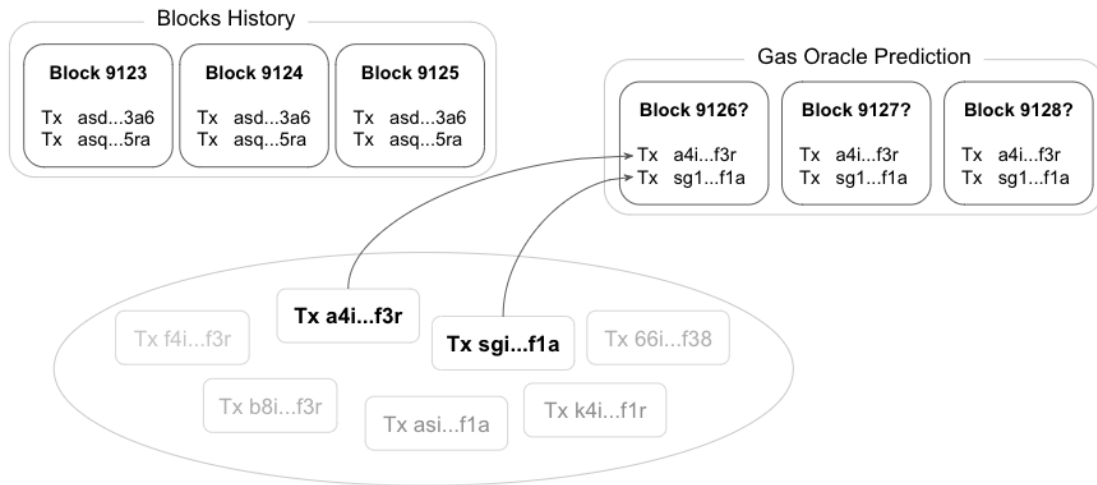 Blocks History
Block 9123
Tx asd...3a6
Tx asq...5ra
Block 9124
Tx asd...3a6
Tx asq...5ra
Block 9125
Tx asd...3a6
Tx asq...5ra
Gas Oracle Prediction
Block 9126?
Tx a4i...f3r
Tx sg1...f1a
Block 9127?
Tx a4i...f3r
Tx sg1...f1a
Block 9128?
Tx a4i...f3r
Tx sg1...f1a
Tx f4i...f3r
Tx a4i...f3r
Tx sgi...f1a
Tx 66i...f38
Tx b8i...f3r
Tx asi...f1a
Tx k4i...f1r